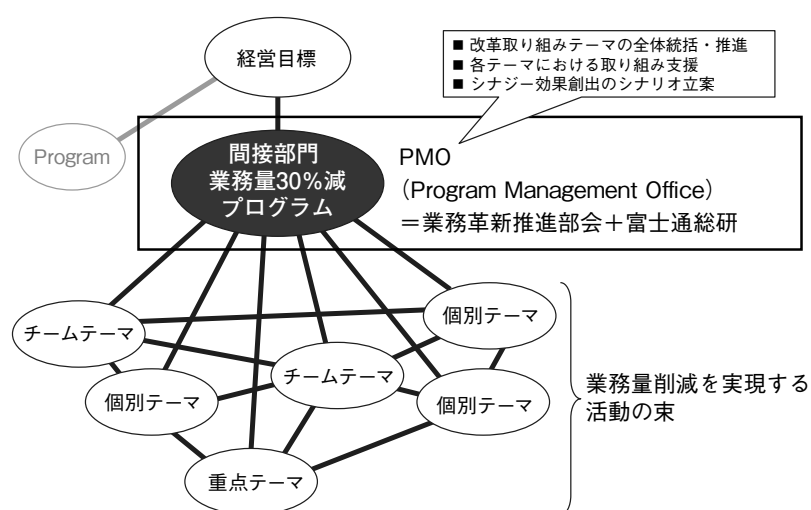 経営目標
■ 改革取り組みテーマの全体統括・推進
■ 各テーマにおける取り組み支援
■ シナジー効果創出のシナリオ立案
Program
間接部門
業務量30%減
プログラム
PMO
（Program Management Office）
＝業務革新推進部会＋富士通総研
チームテーマ
個別テーマ
チームテーマ
個別テーマ
個別テーマ
重点テーマ
業務量削減を実現する
活動の束